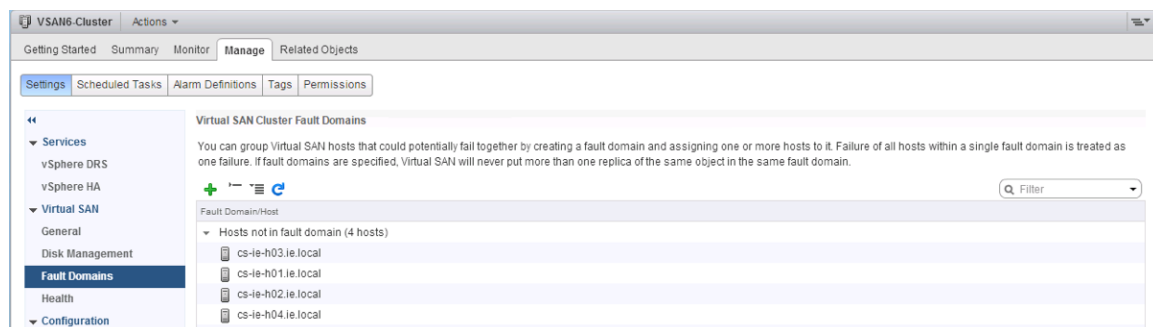 VSAN6-Cluster Actions
Getting Started Summary Monitor Manage Related Objects
Settings Scheduled Tasks Alarm Definitions Tags Permissions
Services
vSphere DRS
vSphere HA
Virtual SAN
General
Disk Management
Fault Domains
Health
Configuration
Virtual SAN Cluster Fault Domains
You can group Virtual SAN hosts that could potentially fail together by creating a fault domain and assigning one or more hosts to it. Failure of all hosts within a single fault domain is treated as
one failure. If fault domains are specified, Virtual SAN will never put more than one replica of the same object in the same fault domain.
Filter
Fault Domain/Host
Hosts not in fault domain (4 hosts)
cs-ie-h03.ie.local
cs-ie-h01.ie.local
cs-ie-h02.ie.local
cs-ie-h04.ie.local